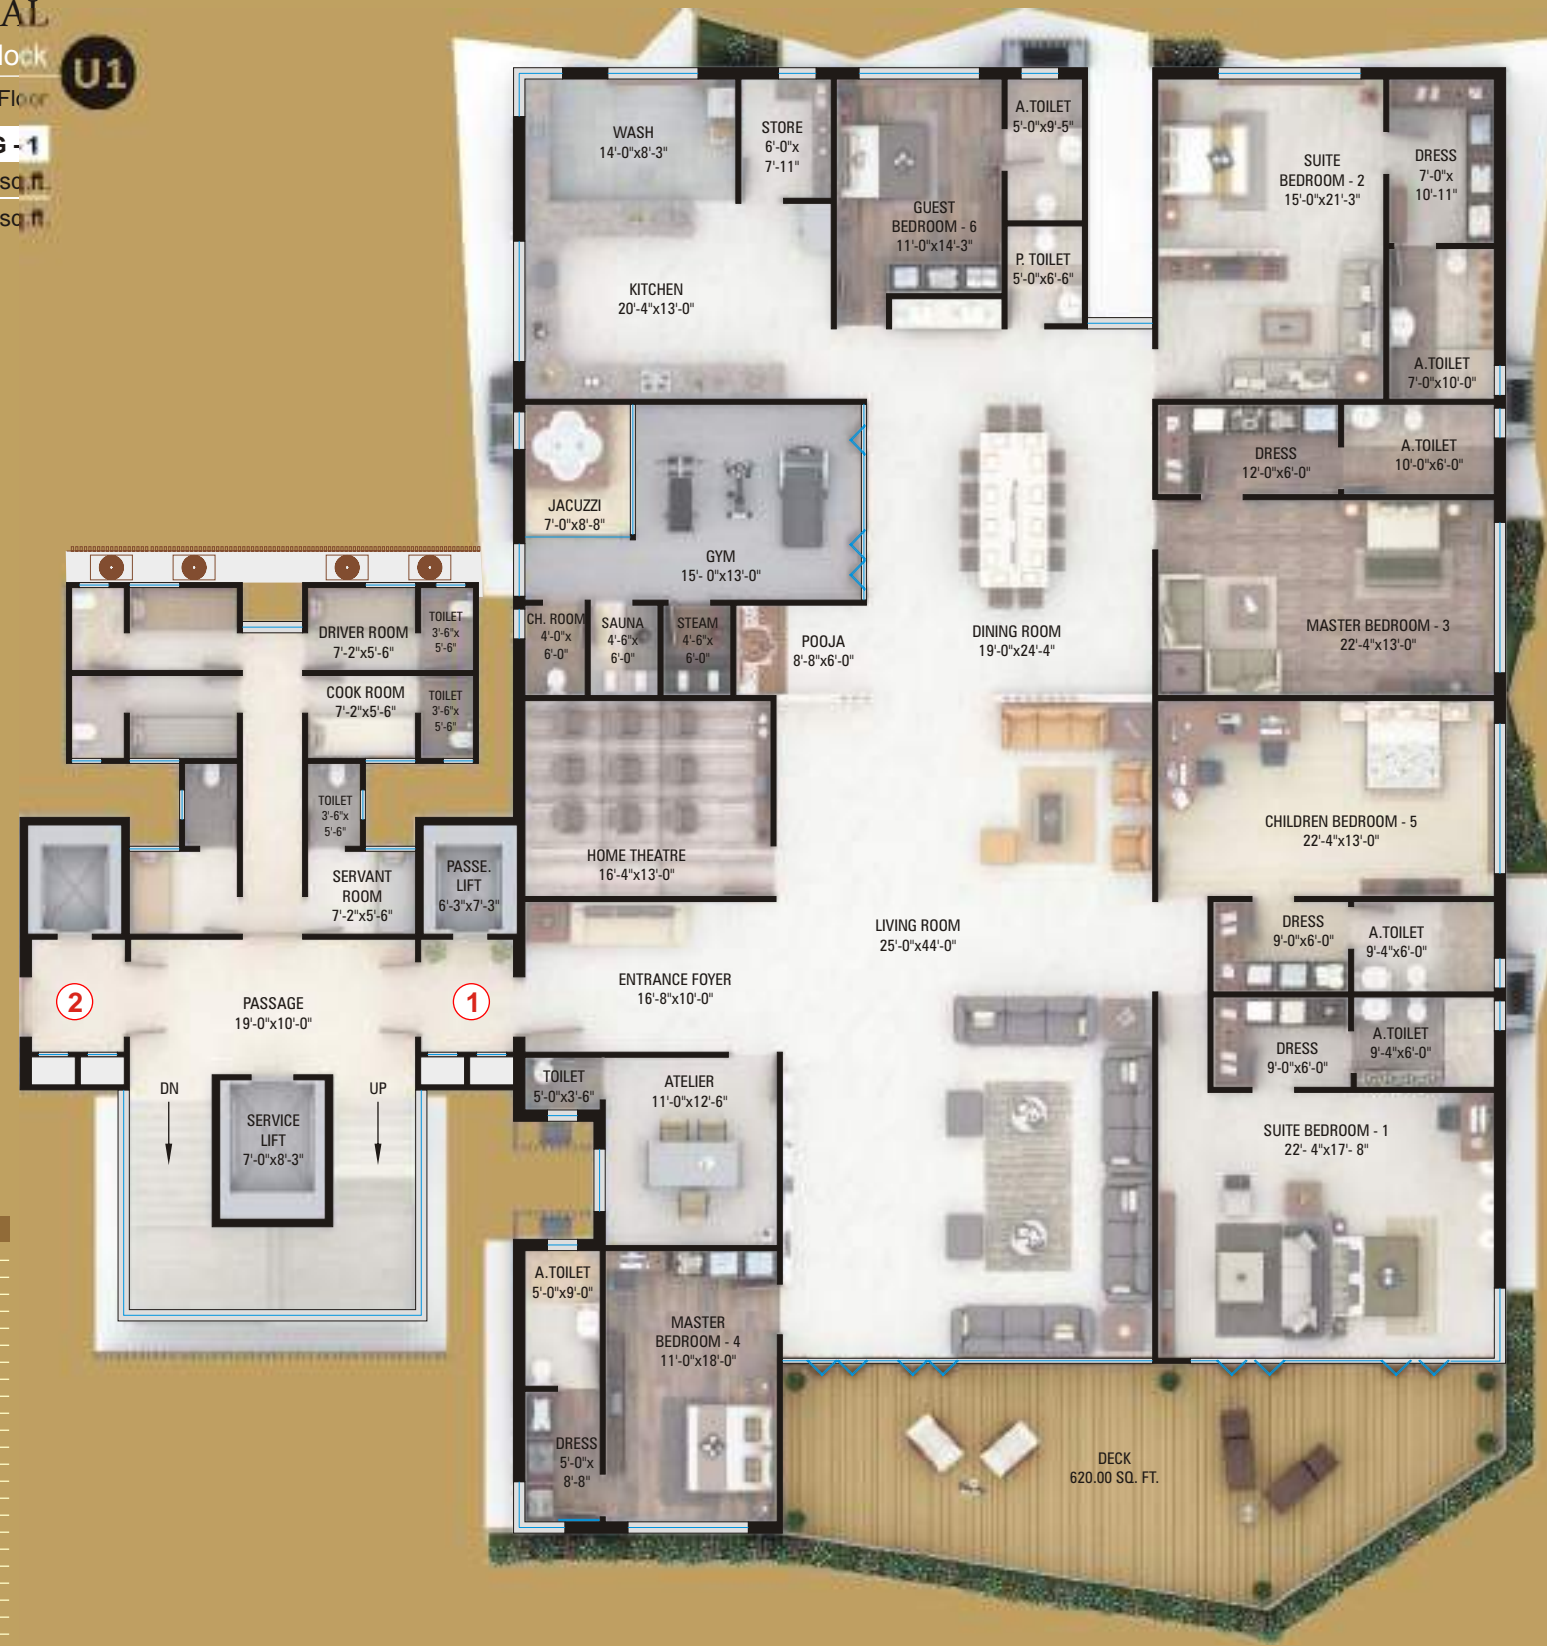 AL
lock
U1
Floor
G - 1
sq.ft.
sq.ft.
WASH
14'-0"x8'-3"
STORE
6'-0"x
7'-11"
A.TOILET
5'-0"x9'-5"
GUEST
BEDROOM - 6
11'-0"x14'-3"
P. TOILET
5'-0"x6'-6"
SUITE
BEDROOM - 2
15'-0"x21'-3"
DRESS
7'-0"x
10'-11"
KITCHEN
20'-4"x13'-0"
A.TOILET
7'-0"x10'-0"
DRESS
12'-0"x6'-0"
A.TOILET
10'-0"x6'-0"
JACUZZI
7'-0"x8'-8"
GYM
15'- 0"x13'-0"
CH. ROOM
4'-0"x
6'-0"
SAUNA
4'-6"x
6'-0"
STEAM
4'-6"x
6'-0"
POOJA
8'-8"x6'-0"
DINING ROOM
19'-0"x24'-4"
MASTER BEDROOM - 3
22'-4"x13'-0"
DRIVER ROOM
7'-2"x5'-6"
TOILET
3'-6"x
5'-6"
COOK ROOM
7'-2"x5'-6"
TOILET
3'-6"x
5'-6"
TOILET
3'-6"x
5'-6"
SERVANT
ROOM
7'-2"x5'-6"
PASSE.
LIFT
6'-3"x7'-3"
HOME THEATRE
16'-4"x13'-0"
CHILDREN BEDROOM - 5
22'-4"x13'-0"
LIVING ROOM
25'-0"x44'-0"
DRESS
9'-0"x6'-0"
A.TOILET
9'-4"x6'-0"
ENTRANCE FOYER
16'-8"x10'-0"
2
PASSAGE
19'-0"x10'-0"
1
DRESS
9'-0"x6'-0"
A.TOILET
9'-4"x6'-0"
DN
UP
SERVICE
LIFT
7'-0"x8'-3"
TOILET
5'-0"x3'-6"
ATELIER
11'-0"x12'-6"
SUITE BEDROOM - 1
22'- 4"x17'- 8"
A.TOILET
5'-0"x9'-0"
MASTER
BEDROOM - 4
11'-0"x18'-0"
DRESS
5'-0"x
8'-8"
DECK
620.00 SQ. FT.